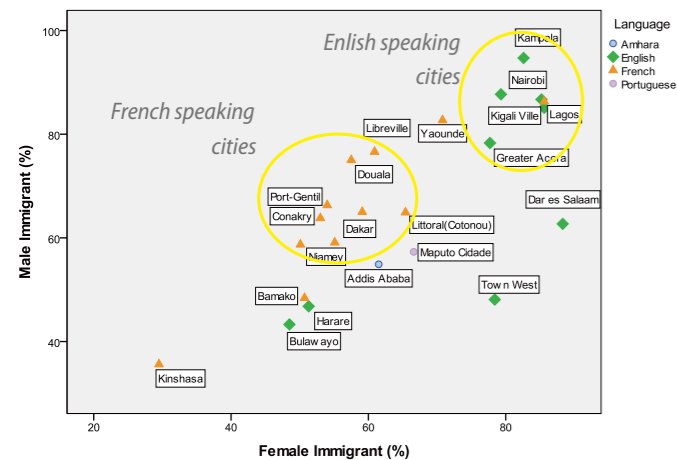 Language
Amhara
English
French
Portuguese
Enlish speaking
cities
French speaking
cities
Kampala
Nairobi
Kigali Ville
Lagos
Libreville
Yaounde
Greater Accra
Douala
Port-Gentil
Conakry
Dakar
Littoral(Cotonou)
Dar es Salaam
Niamey
Maputo Cidade
Addis Ababa
Town West
Bamako
Harare
Bulawayo
Kinshasa
100
80
60
40
20
40
60
80
Male Immigrant (%)
Female Immigrant (%)